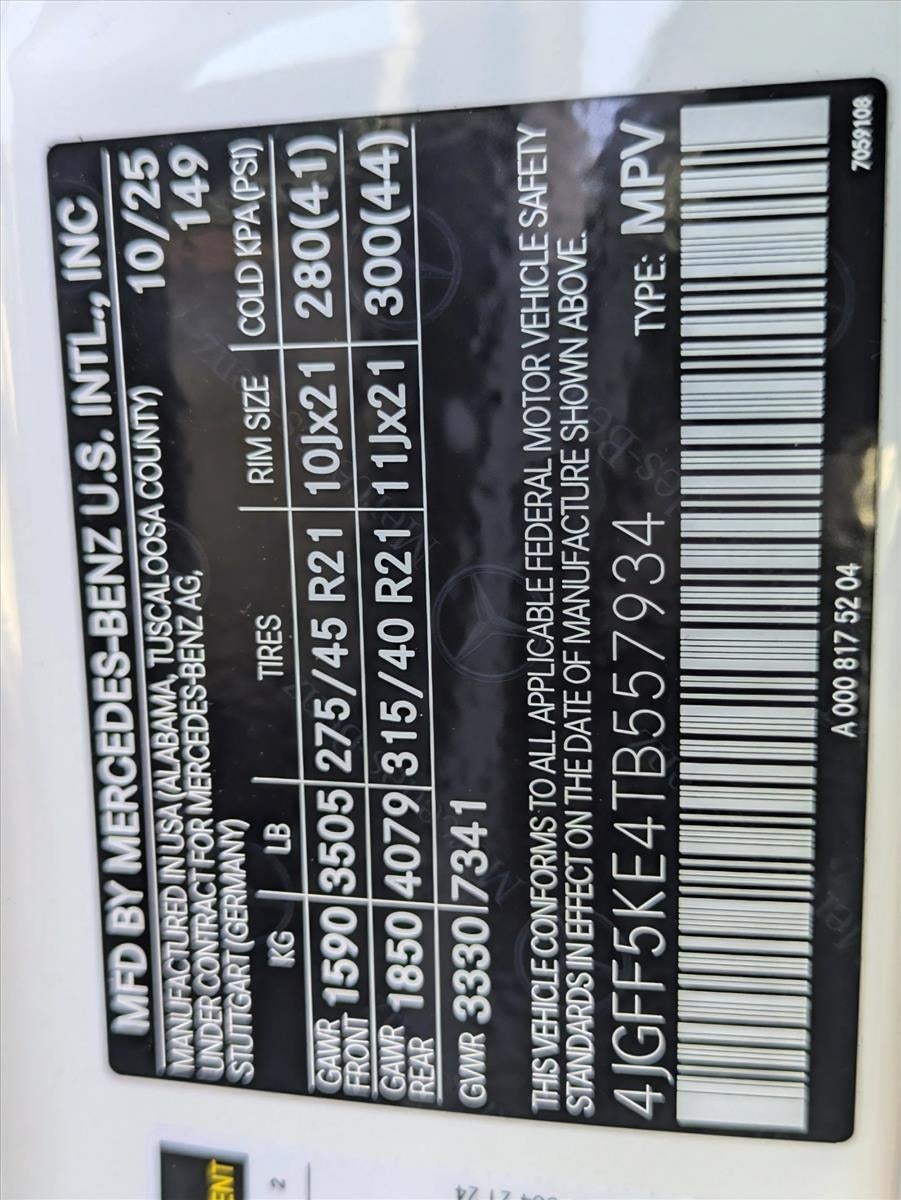 MFD BY MERCEDES-BENZ U.S. INTL., INC
MANUFACTURED IN USA (ALABAMA, TUSCALOOSA COUNTY) 10/25
UNDER CONTRACT FOR MERCEDES-BENZ AG, 149
STUTTGART (GERMANY)
KG LB TIRES RIM SIZE COLD KPA(PSI)
GAWR FRONT 1590 3505 275/45 R21 10Jx21 280(41)
GAWR REAR 1850 4079 315/40 R21 11Jx21 300(44)
GVWR 3330 7341
THIS VEHICLE CONFORMS TO ALL APPLICABLE FEDERAL MOTOR VEHICLE SAFETY
STANDARDS IN EFFECT ON THE DATE OF MANUFACTURE SHOWN ABOVE.
4JGFF5KE4TB557934 TYPE: MPV
A 000 817 52 04 7059108
ENT
2